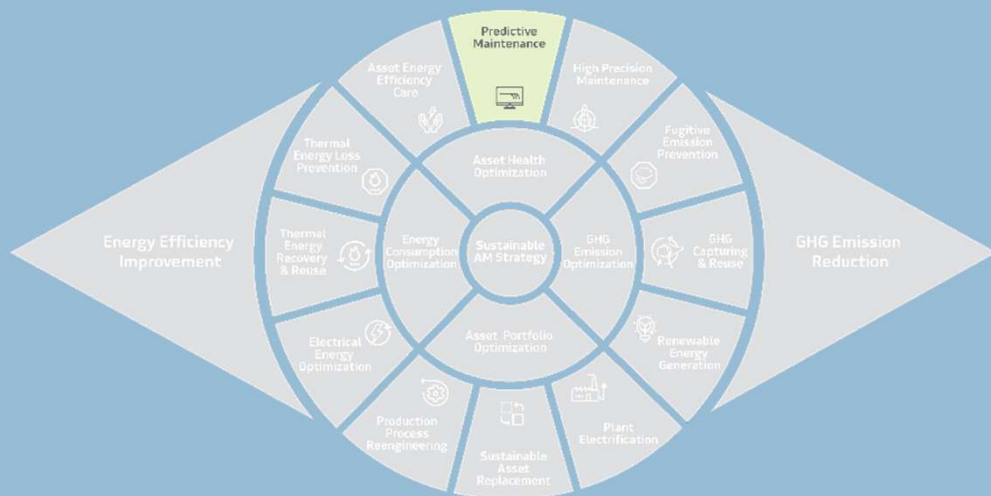 Predictive
Maintenance
Asset Energy
Efficiency
Care
High Precision
Maintenance
Thermal
Energy Loss
Prevention
Fugitive
Emission
Prevention
Asset Health
Optimization
Energy Efficiency
Improvement
Thermal
Energy
Recovery
& Reuse
Energy
Consumption
Optimization
Sustainable
AM Strategy
GHG
Emission
Optimization
GHG
Capturing
& Reuse
GHG Emission
Reduction
Electrical
Energy
Optimization
Asset Portfolio
Optimization
Renewable
Energy
Generation
Production
Process
Reengineering
Sustainable
Asset
Replacement
Plant
Electrification